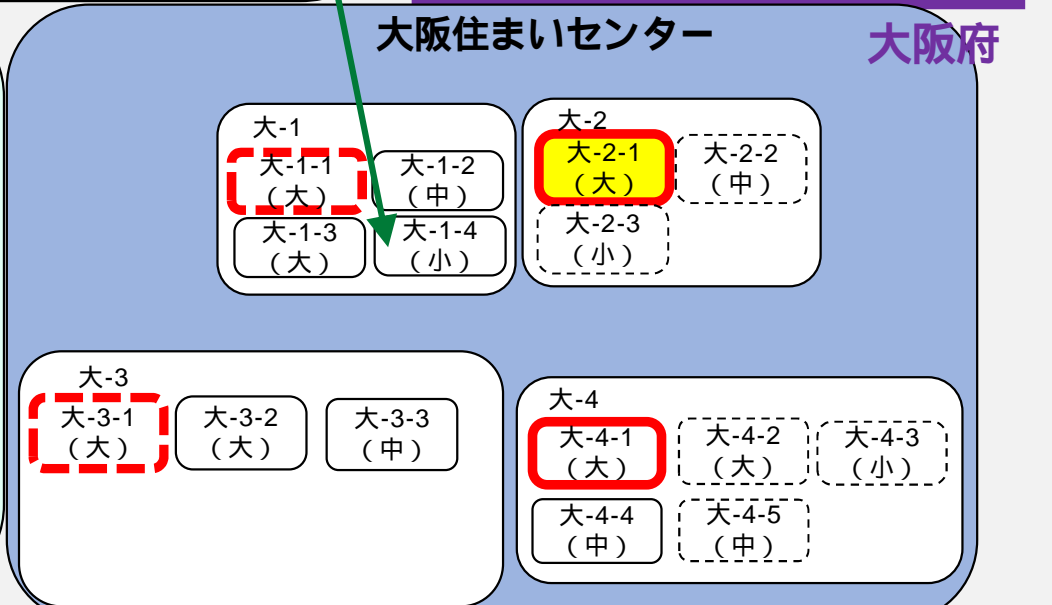 大阪住まいセンター
大阪府
大-1
大-1-1
（大）
大-1-2
（中）
大-1-3
（大）
大-1-4
（小）
大-2
大-2-1
（大）
大-2-2
（中）
大-2-3
（小）
大-3
大-3-1
（大）
大-3-2
（大）
大-3-3
（中）
大-4
大-4-1
（大）
大-4-2
（大）
大-4-3
（小）
大-4-4
（中）
大-4-5
（中）